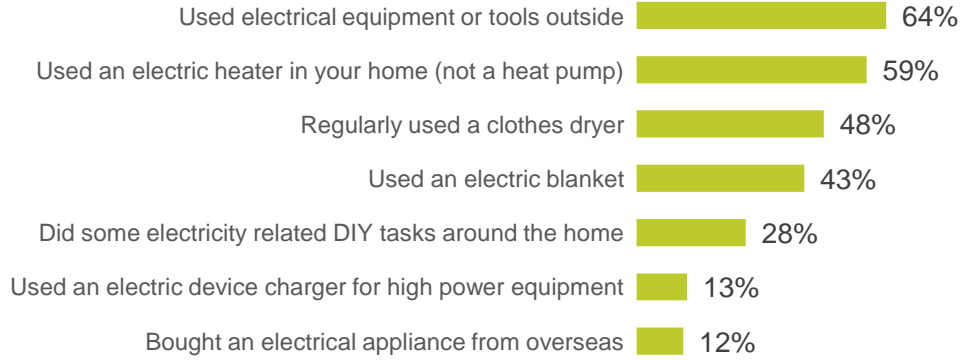 Used electrical equipment or tools outside 64%
Used an electric heater in your home (not a heat pump) 59%
Regularly used a clothes dryer 48%
Used an electric blanket 43%
Did some electricity related DIY tasks around the home 28%
Used an electric device charger for high power equipment 13%
Bought an electrical appliance from overseas 12%